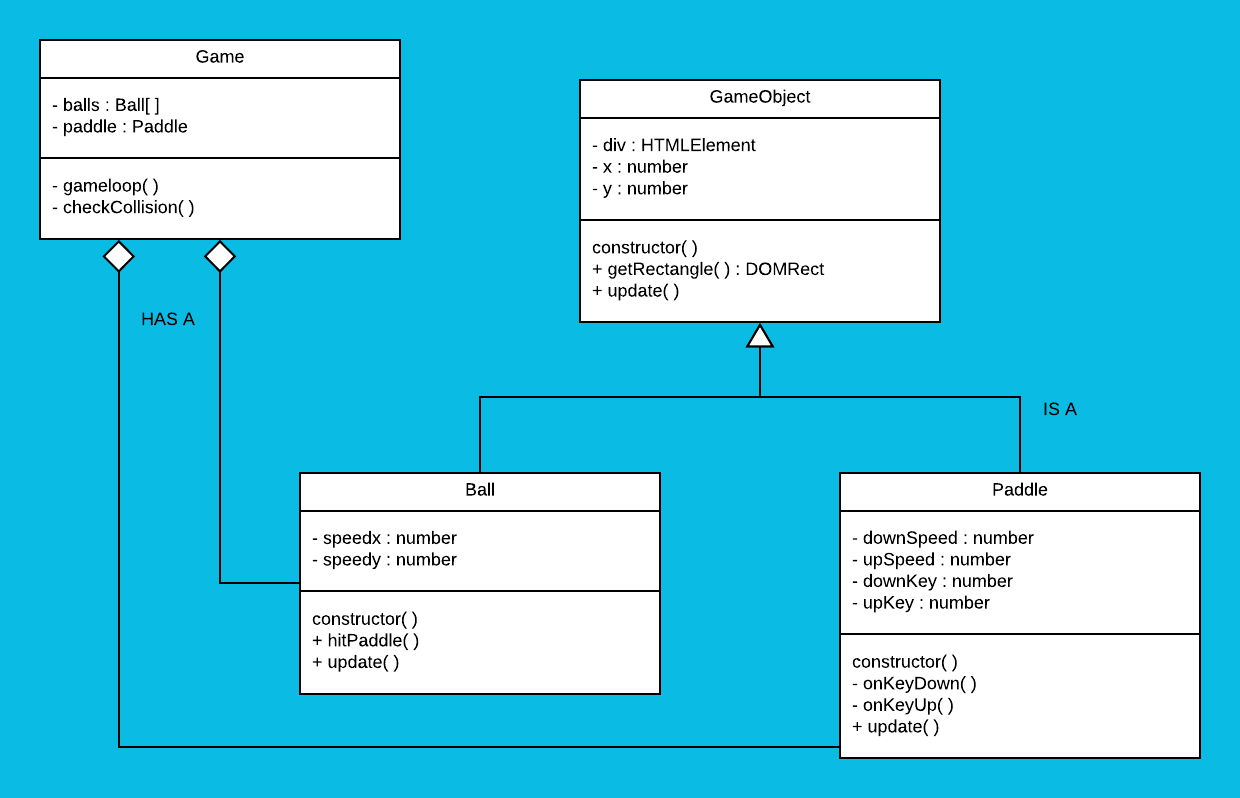 Game
- balls : Ball[ ]
- paddle : Paddle
- gameloop( )
- checkCollision( )
GameObject
- div : HTMLElement
- x : number
- y : number
constructor( )
+ getRectangle( ) : DOMRect
+ update( )
HAS A
IS A
Ball
- speedx : number
- speedy : number
constructor( )
+ hitPaddle( )
+ update( )
Paddle
- downSpeed : number
- upSpeed : number
- downKey : number
- upKey : number
constructor( )
- onKeyDown( )
- onKeyUp( )
+ update( )